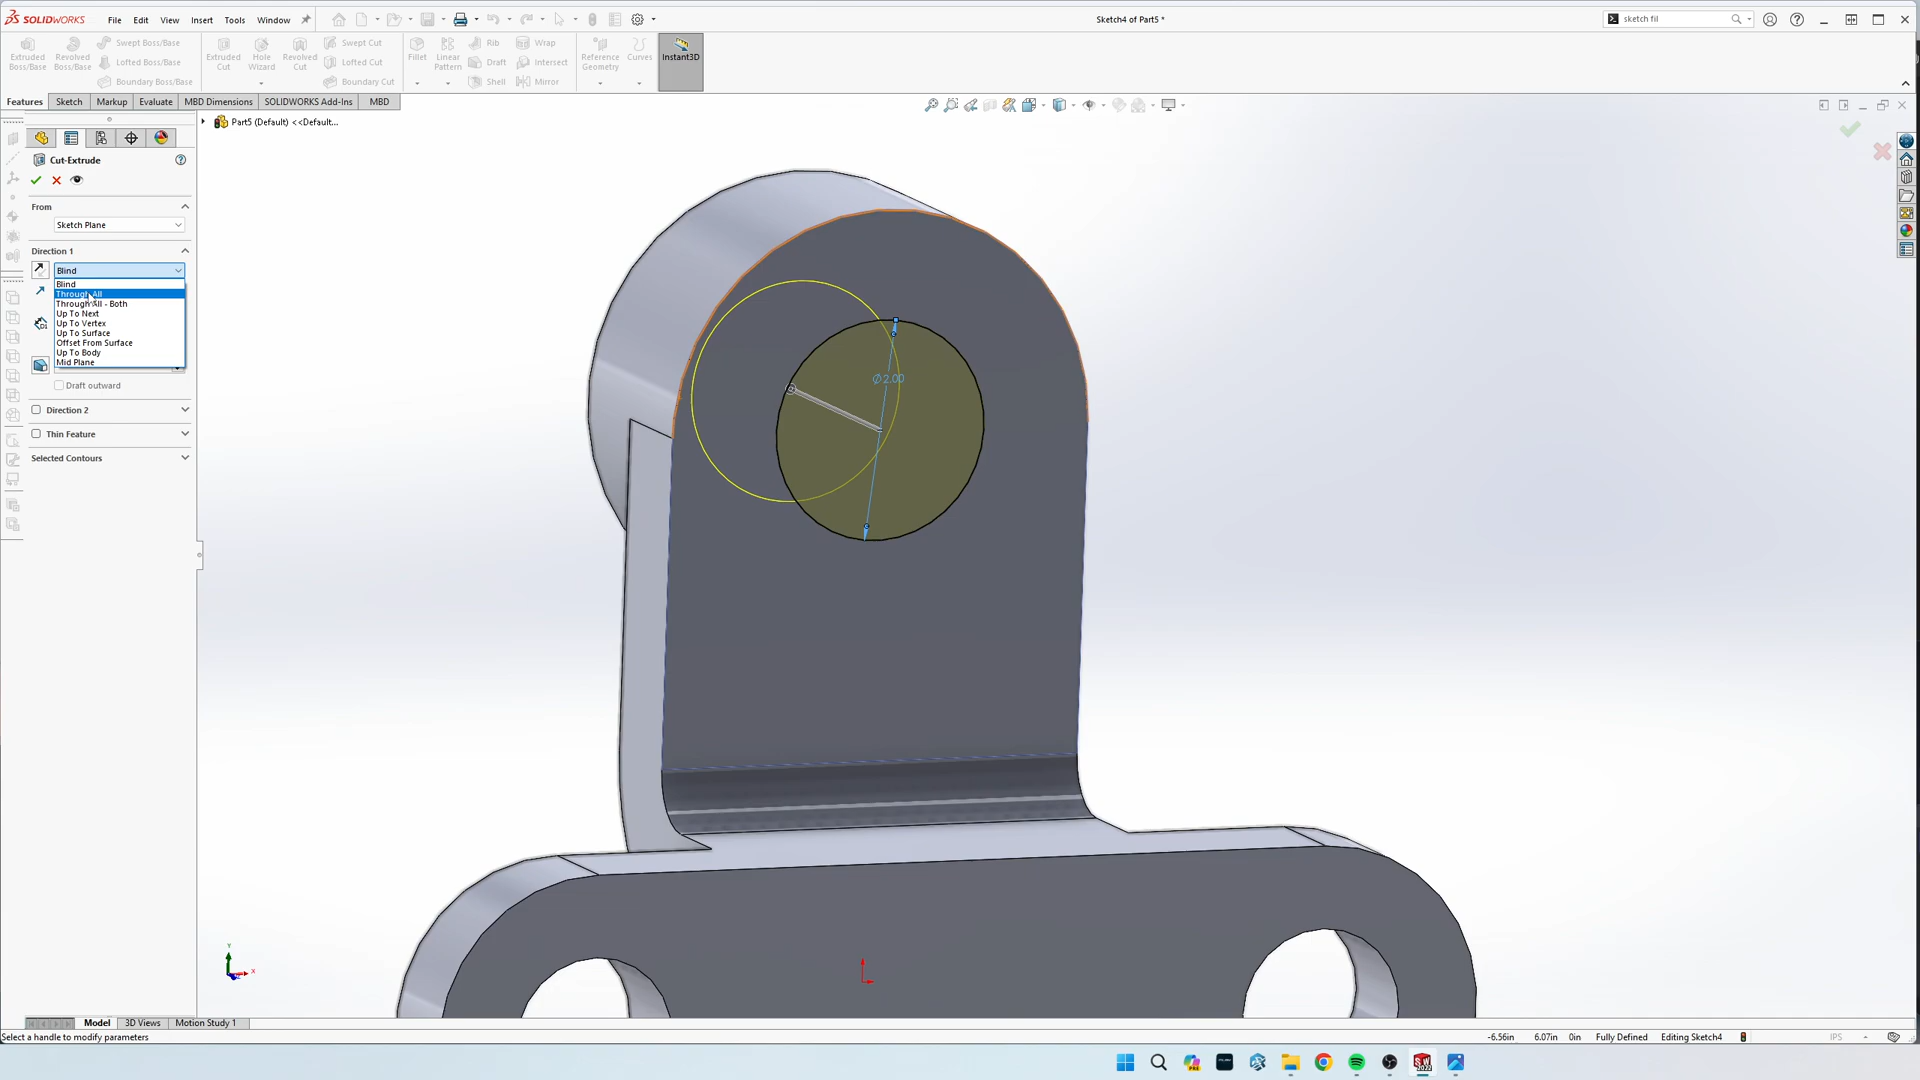 SOLIDWORKS File Edit View Insert Tools Window
Sketch4 of Part5 *
sketch fil
Extruded Boss/Base
Revolved Boss/Base
Swept Boss/Base
Lofted Boss/Base
Boundary Boss/Base
Extruded Cut
Hole Wizard
Revolved Cut
Swept Cut
Lofted Cut
Boundary Cut
Fillet
Linear Pattern
Rib
Draft
Shell
Wrap
Intersect
Mirror
Reference Geometry
Curves
Instant3D
Features Sketch Markup Evaluate MBD Dimensions SOLIDWORKS Add-Ins MBD
Part5 (Default) <<Default...
Cut-Extrude
From
Sketch Plane
Direction 1
Blind
Blind
Through All
Through All - Both
Up To Next
Up To Vertex
Up To Surface
Offset From Surface
Up To Body
Mid Plane
Draft outward
Direction 2
Thin Feature
Selected Contours
Ø2.00
Y
X
Model 3D Views Motion Study 1
Select a handle to modify parameters
-6.56in 6.07in 0in Fully Defined Editing Sketch4 IPS